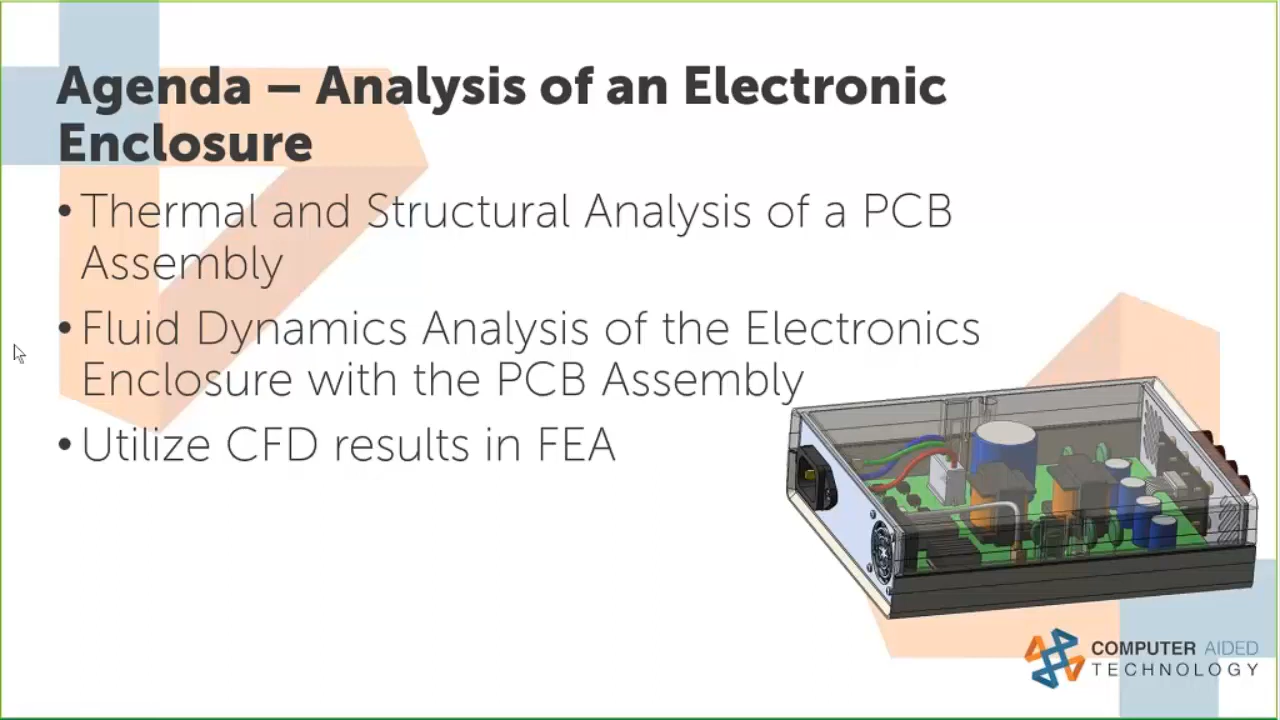 Agenda – Analysis of an Electronic
Enclosure
• Thermal and Structural Analysis of a PCB
Assembly
• Fluid Dynamics Analysis of the Electronics
Enclosure with the PCB Assembly
• Utilize CFD results in FEA
COMPUTER AIDED
TECHNOLOGY